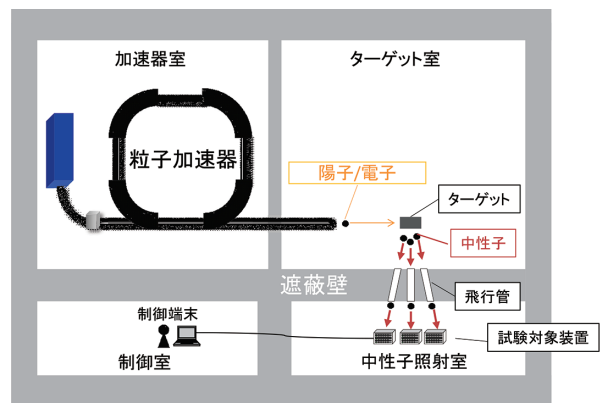 加速器室
ターゲット室
粒子加速器
陽子/電子
ターゲット
中性子
遮蔽壁
飛行管
制御端末
試験対象装置
制御室
中性子照射室